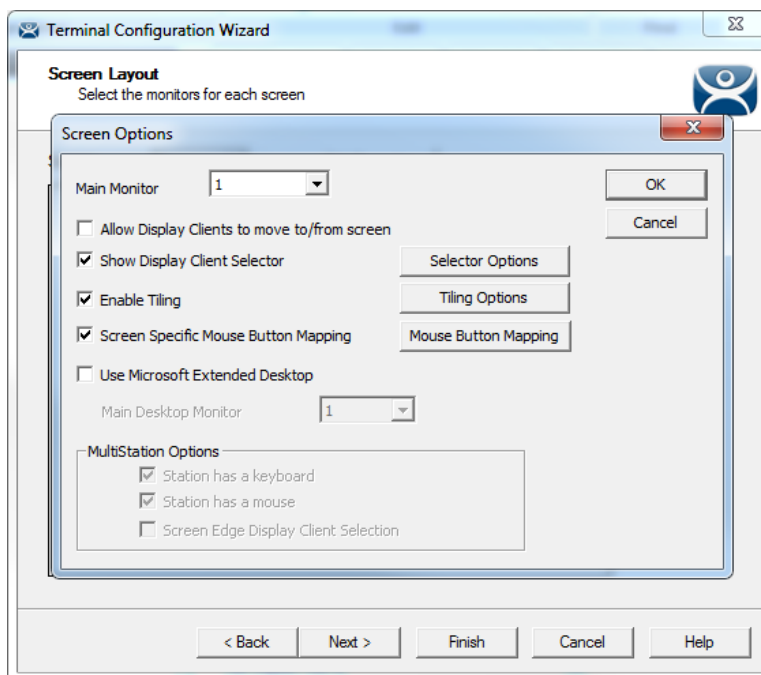 Terminal Configuration Wizard
Screen Layout
Select the monitors for each screen
Screen Options
Main Monitor 1
OK
Allow Display Clients to move to/from screen
Cancel
Show Display Client Selector
Selector Options
Enable Tiling
Tiling Options
Screen Specific Mouse Button Mapping
Mouse Button Mapping
Use Microsoft Extended Desktop
Main Desktop Monitor 1
MultiStation Options
Station has a keyboard
Station has a mouse
Screen Edge Display Client Selection
< Back Next > Finish Cancel Help